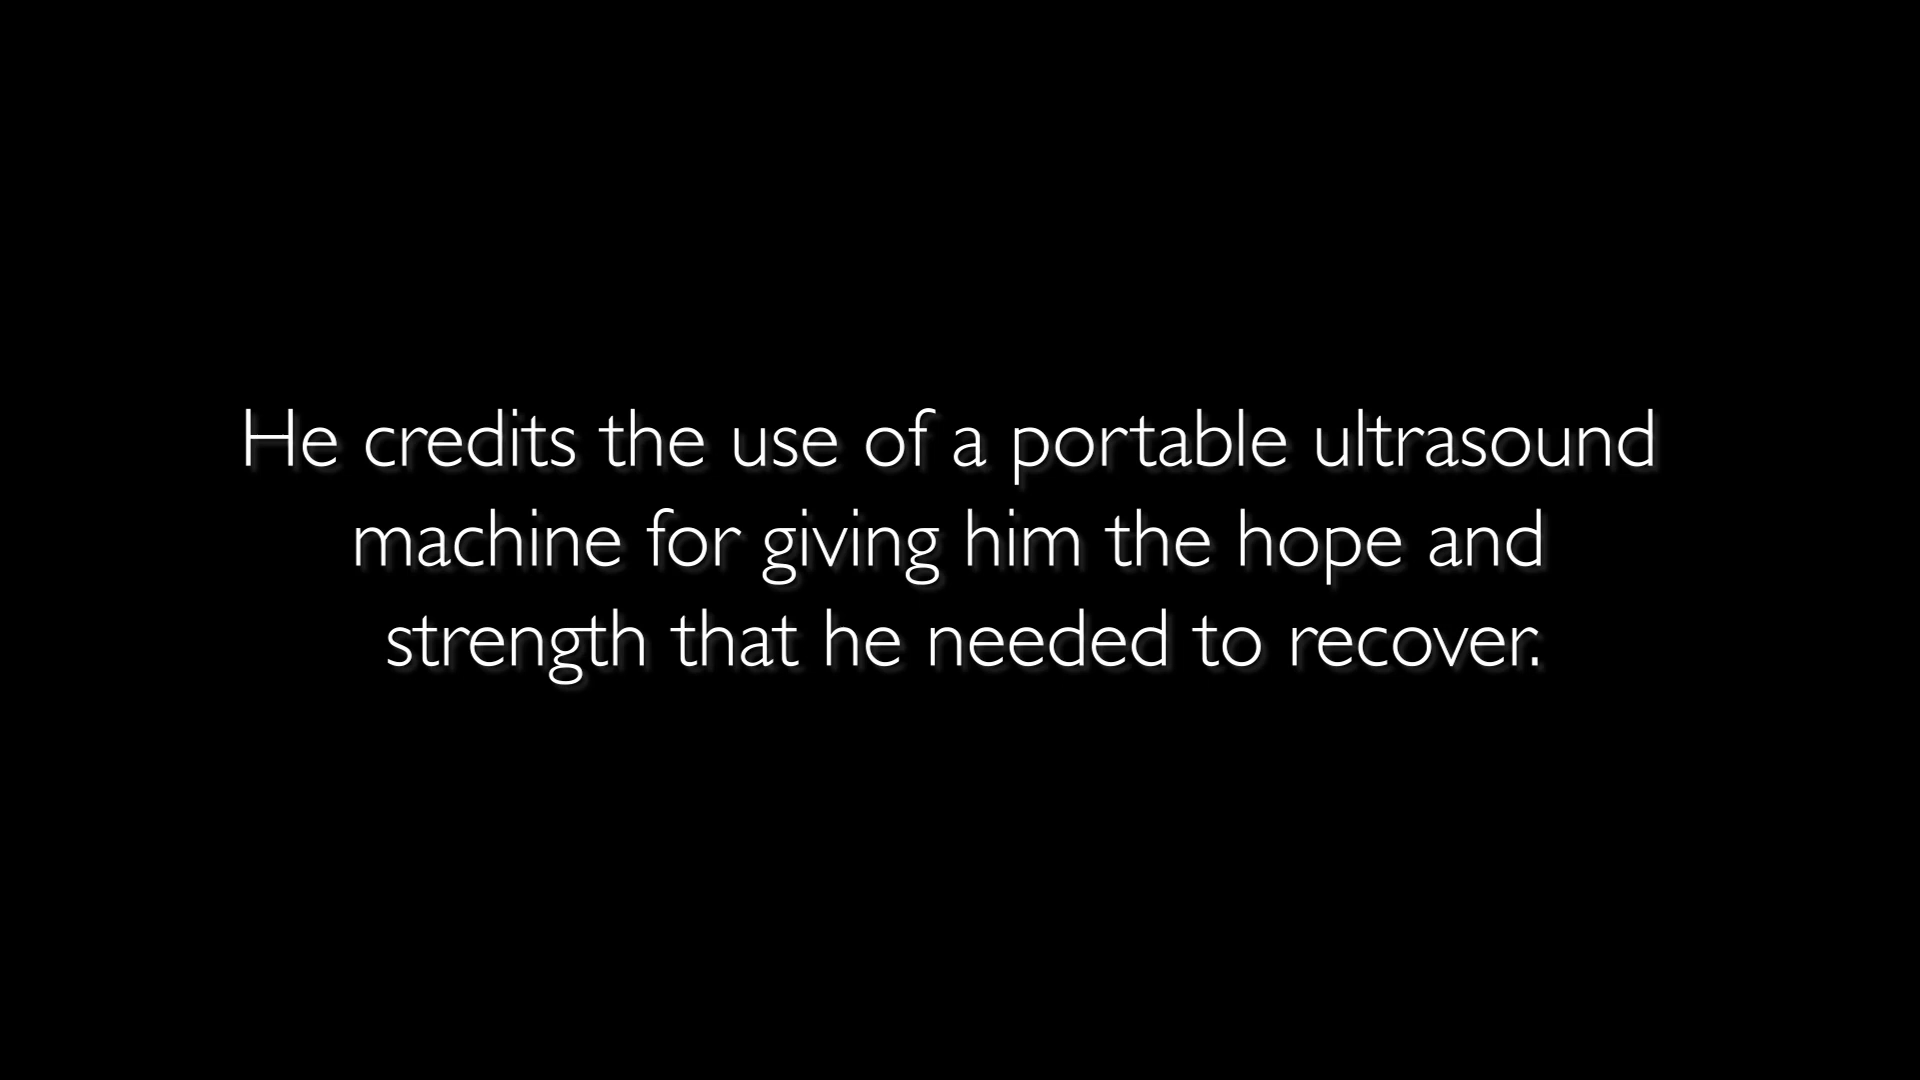 He credits the use of a portable ultrasound
machine for giving him the hope and
strength that he needed to recover.